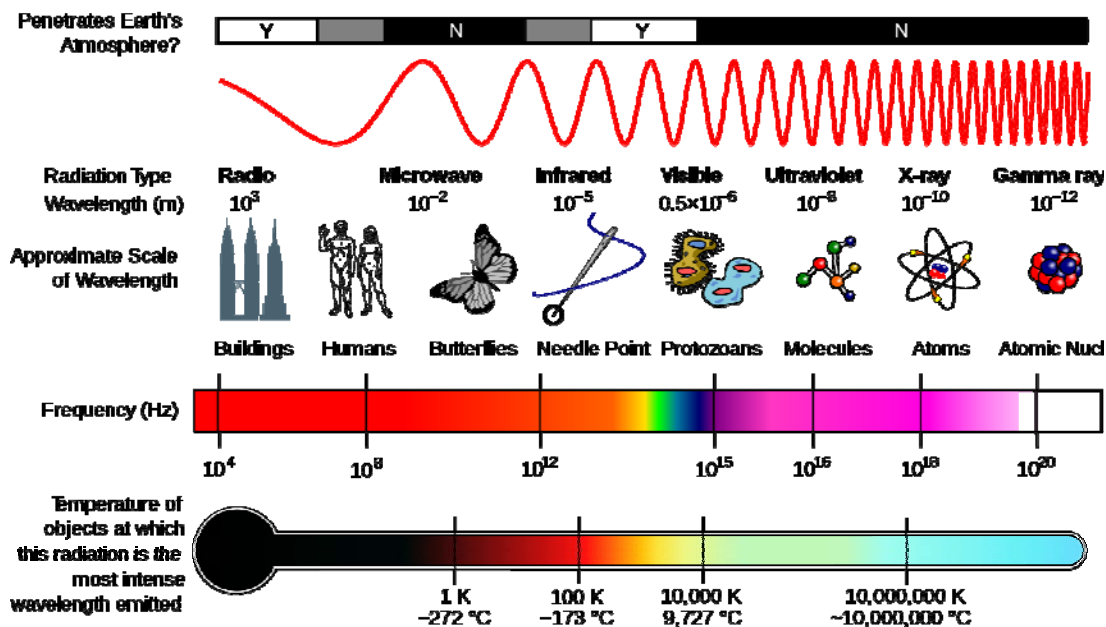 Penetrates Earth's
Atmosphere?
Y N Y N
Radiation Type
Radio Microwave Infrared Visible Ultraviolet X-ray Gamma ray
Wavelength (m)
10³ 10⁻² 10⁻⁵ 0.5×10⁻⁶ 10⁻⁸ 10⁻¹⁰ 10⁻¹²
Approximate Scale
of Wavelength
Buildings Humans Butterflies Needle Point Protozoans Molecules Atoms Atomic Nucl
Frequency (Hz)
10⁴ 10⁸ 10¹² 10¹⁵ 10¹⁶ 10¹⁸ 10²⁰
Temperature of
objects at which
this radiation is the
most intense
wavelength emitted
1 K 100 K 10,000 K 10,000,000 K
−272 °C −173 °C 9,727 °C ~10,000,000 °C